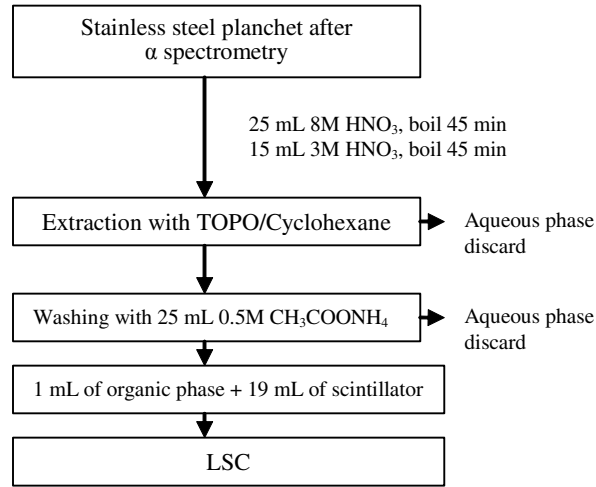 Stainless steel planchet after
α spectrometry
25 mL 8M HNO₃, boil 45 min
15 mL 3M HNO₃, boil 45 min
Extraction with TOPO/Cyclohexane
Aqueous phase
discard
Washing with 25 mL 0.5M CH₃COONH₄
Aqueous phase
discard
1 mL of organic phase + 19 mL of scintillator
LSC